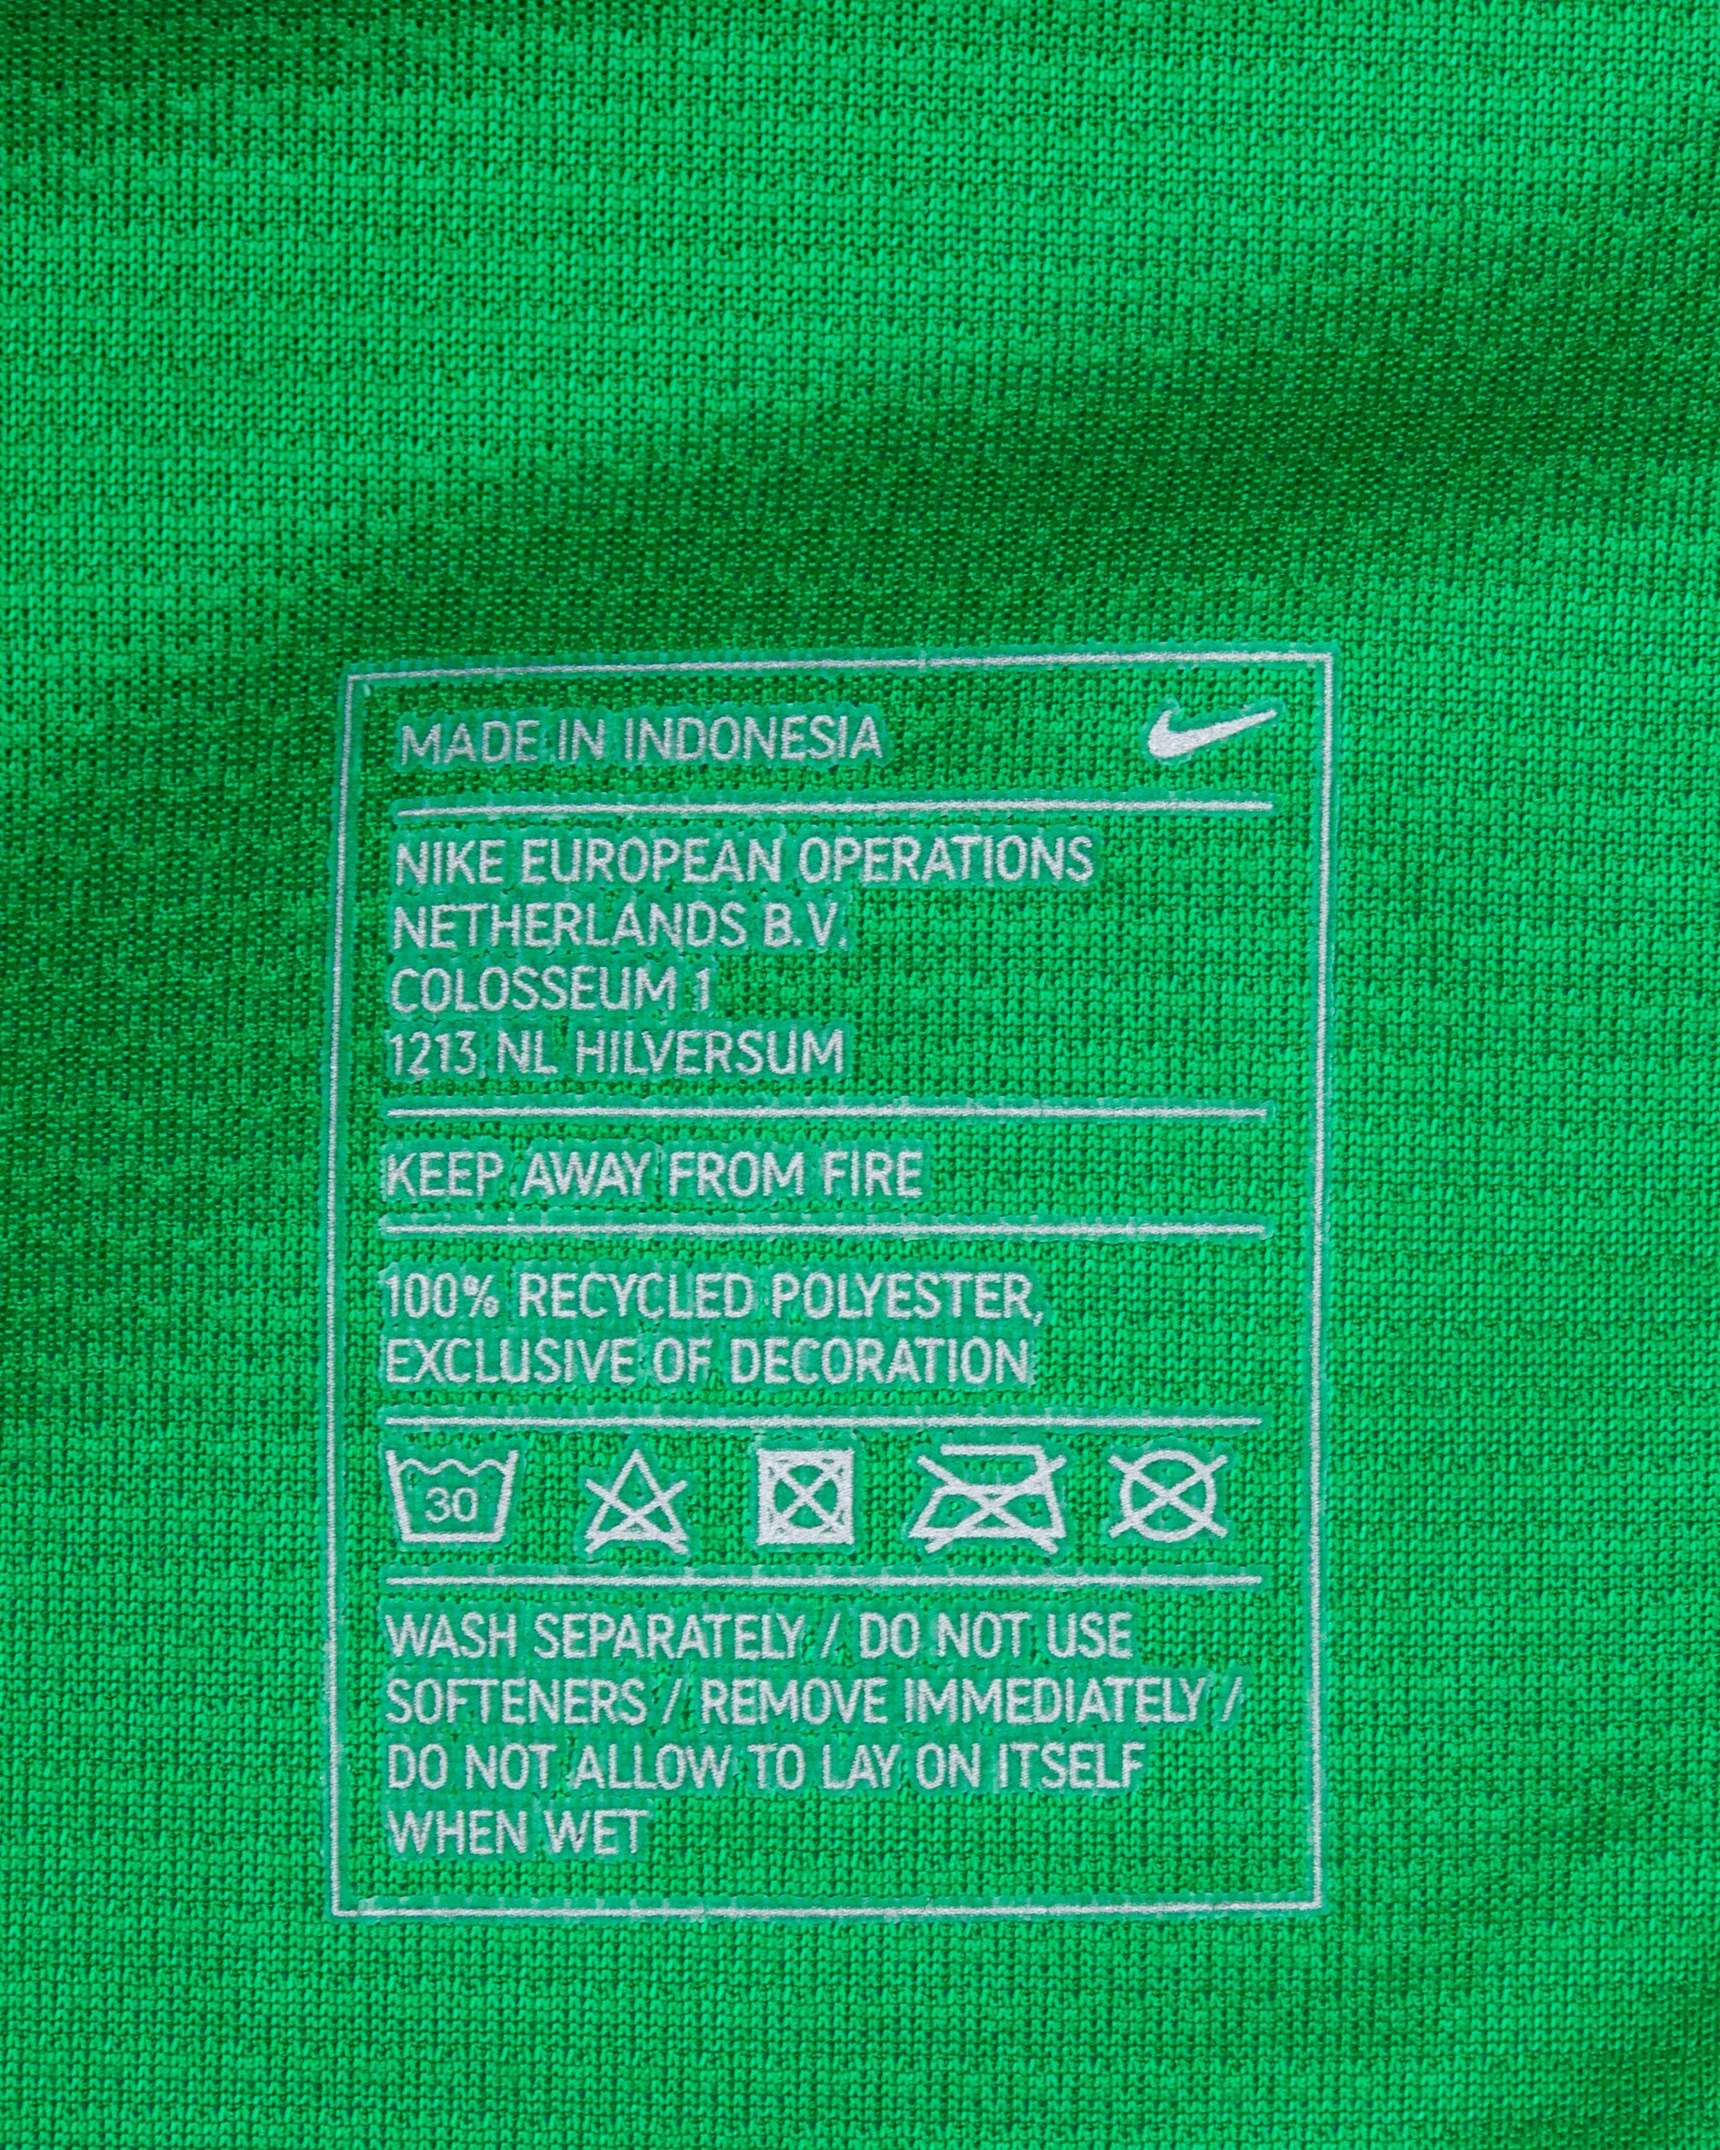 MADE IN INDONESIA
NIKE EUROPEAN OPERATIONS
NETHERLANDS B.V.
COLOSSEUM 1
1213 NL HILVERSUM
KEEP AWAY FROM FIRE
100% RECYCLED POLYESTER,
EXCLUSIVE OF DECORATION
30
WASH SEPARATELY / DO NOT USE
SOFTENERS / REMOVE IMMEDIATELY /
DO NOT ALLOW TO LAY ON ITSELF
WHEN WET